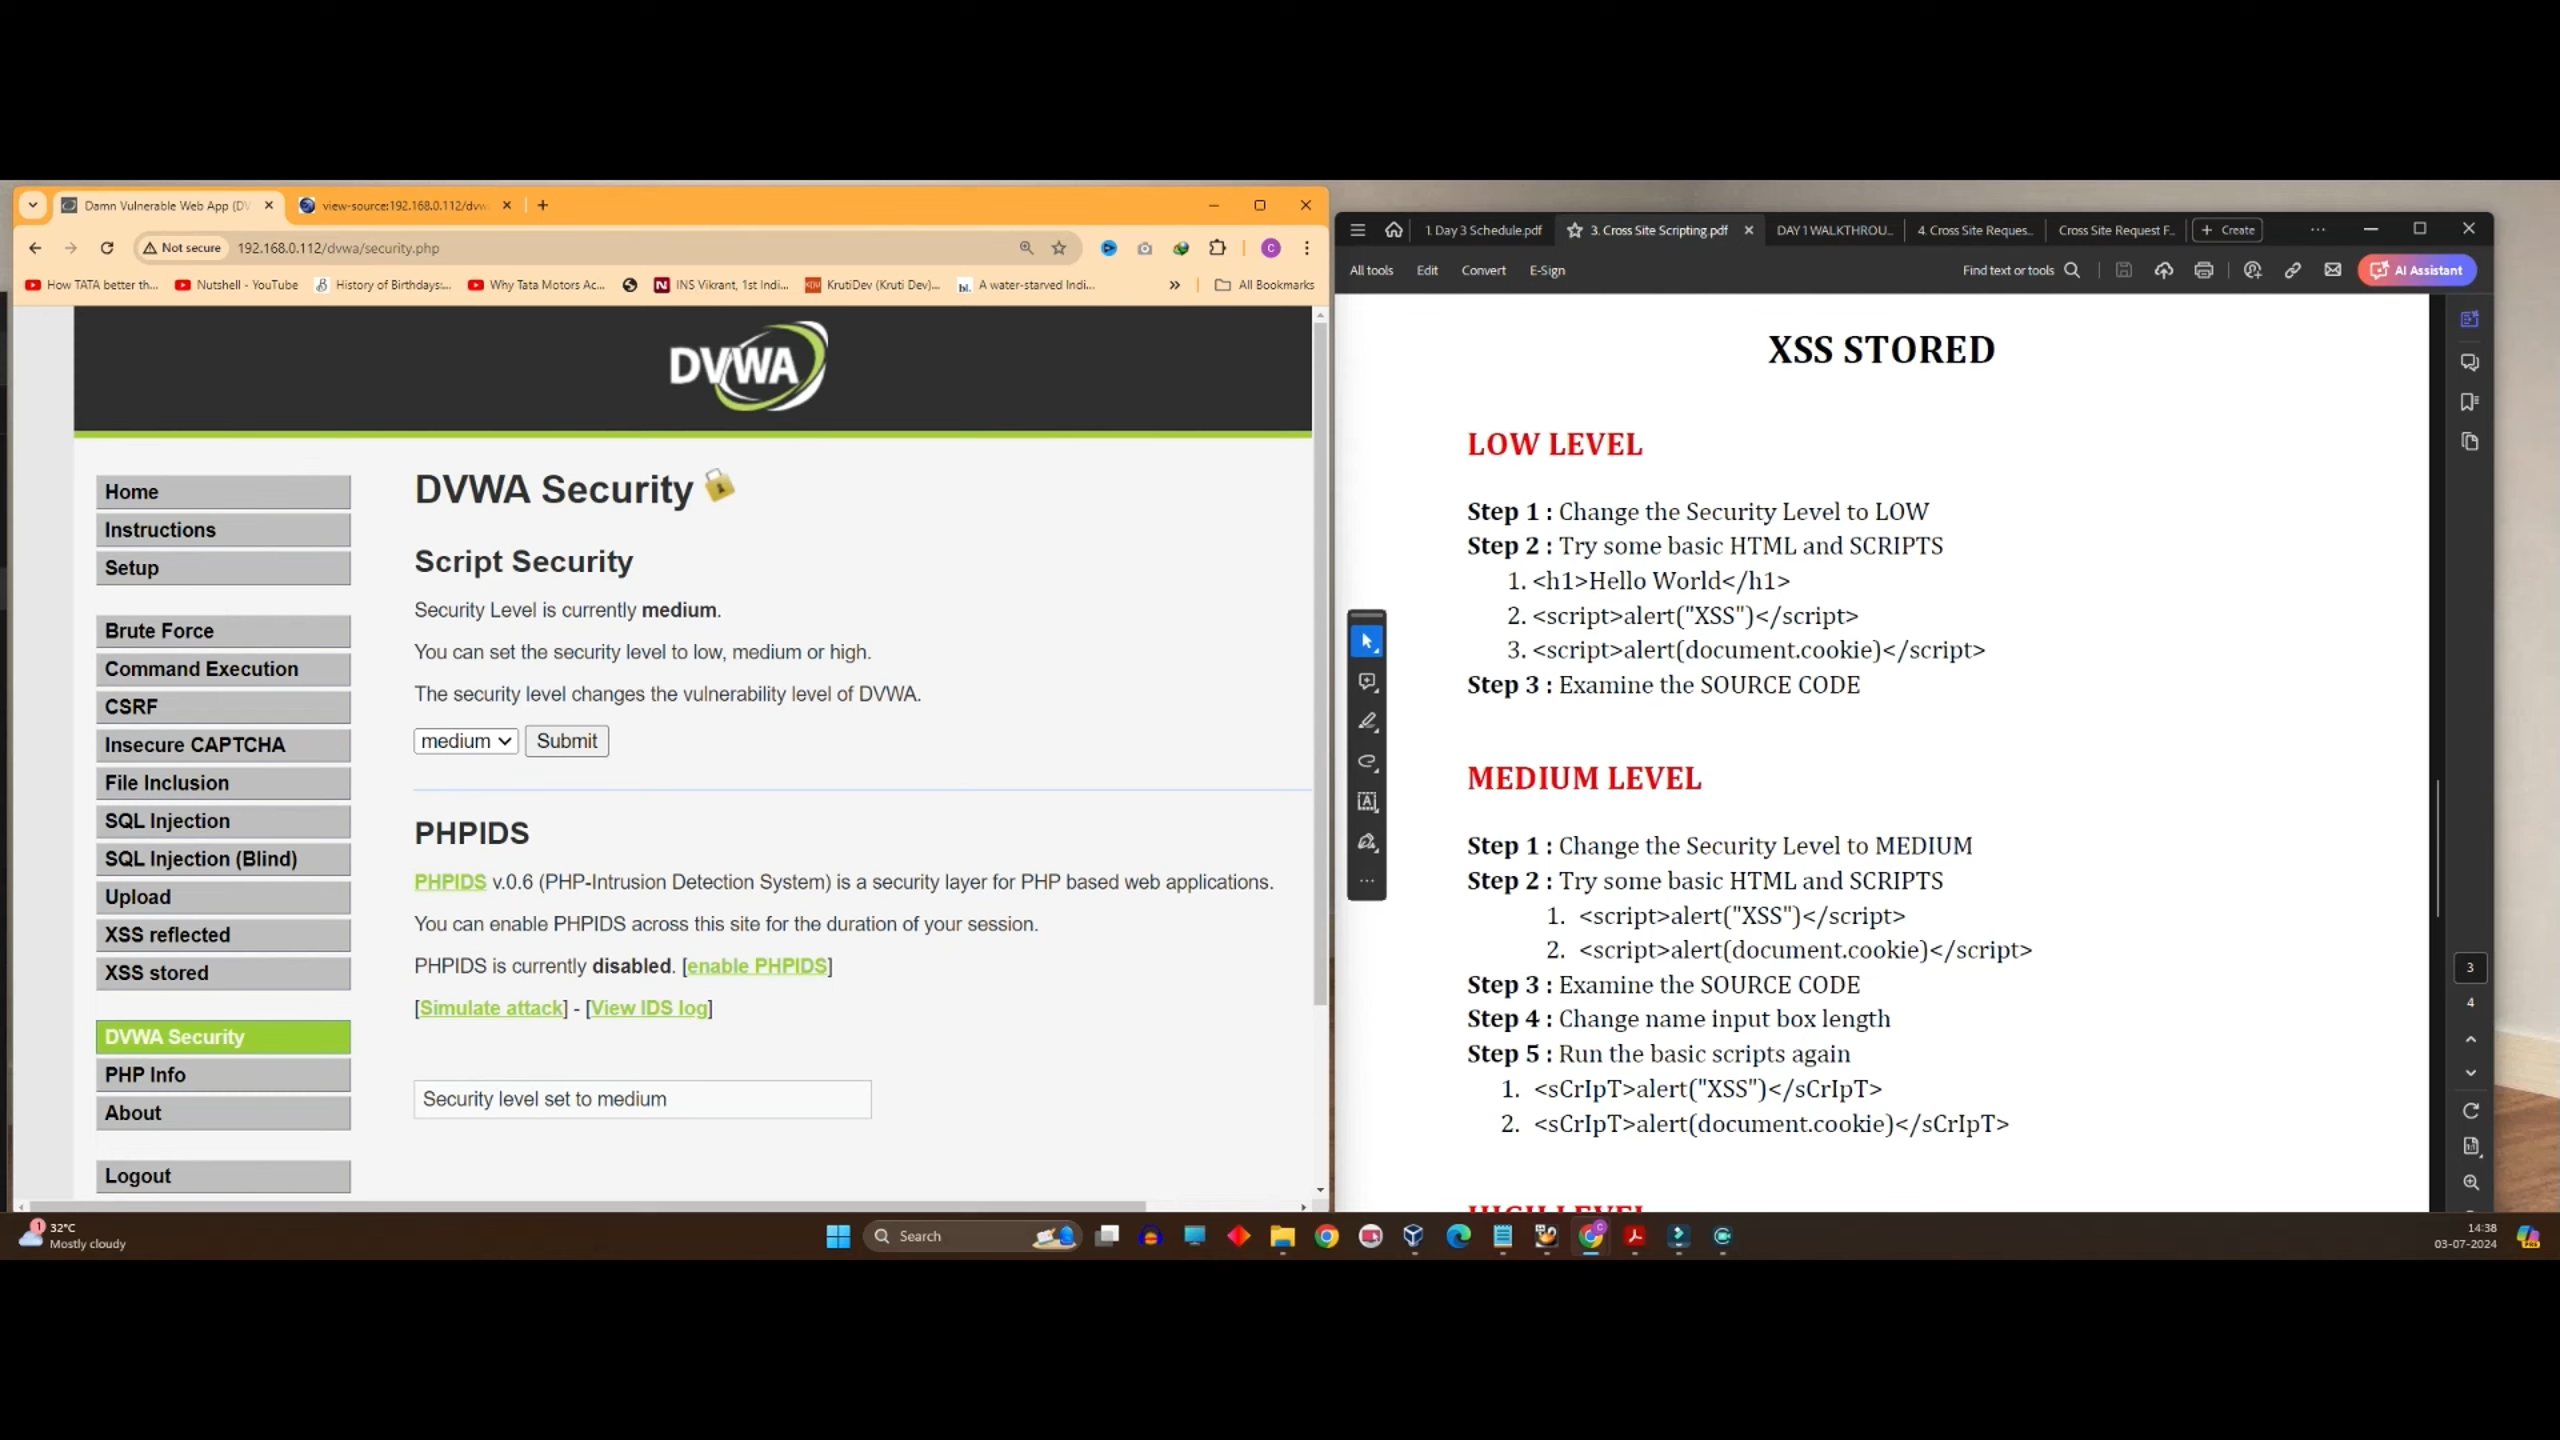 Damn Vulnerable Web App (DV
view-source:192.168.0.112/dvw
Not secure
192.168.0.112/dvwa/security.php
C
How TATA better th...
Nutshell - YouTube
History of Birthdays:...
Why Tata Motors Ac...
N
INS Vikrant, 1st Indi...
KrutiDev (Kruti Dev)...
A water-starved Indi...
All Bookmarks
DVWA
Home
Instructions
Setup
Brute Force
Command Execution
CSRF
Insecure CAPTCHA
File Inclusion
SQL Injection
SQL Injection (Blind)
Upload
XSS reflected
XSS stored
DVWA Security
PHP Info
About
Logout
DVWA Security
Script Security
Security Level is currently medium.
You can set the security level to low, medium or high.
The security level changes the vulnerability level of DVWA.
medium
Submit
PHPIDS
PHPIDS v.0.6 (PHP-Intrusion Detection System) is a security layer for PHP based web applications.
You can enable PHPIDS across this site for the duration of your session.
PHPIDS is currently disabled. [enable PHPIDS]
[Simulate attack] - [View IDS log]
Security level set to medium
1. Day 3 Schedule.pdf
3. Cross Site Scripting.pdf
DAY 1 WALKTHROU...
4. Cross Site Reques...
Cross Site Request F...
+ Create
All tools
Edit
Convert
E-Sign
Find text or tools
AI Assistant
XSS STORED
LOW LEVEL
Step 1 : Change the Security Level to LOW
Step 2 : Try some basic HTML and SCRIPTS
1. <h1>Hello World</h1>
2. <script>alert("XSS")</script>
3. <script>alert(document.cookie)</script>
Step 3 : Examine the SOURCE CODE
MEDIUM LEVEL
Step 1 : Change the Security Level to MEDIUM
Step 2 : Try some basic HTML and SCRIPTS
1. <script>alert("XSS")</script>
2. <script>alert(document.cookie)</script>
Step 3 : Examine the SOURCE CODE
Step 4 : Change name input box length
Step 5 : Run the basic scripts again
1. <sCrIpT>alert("XSS")</sCrIpT>
2. <sCrIpT>alert(document.cookie)</sCrIpT>
HIGH LEVEL
3
4
1
32°C
Mostly cloudy
Search
14:38
03-07-2024